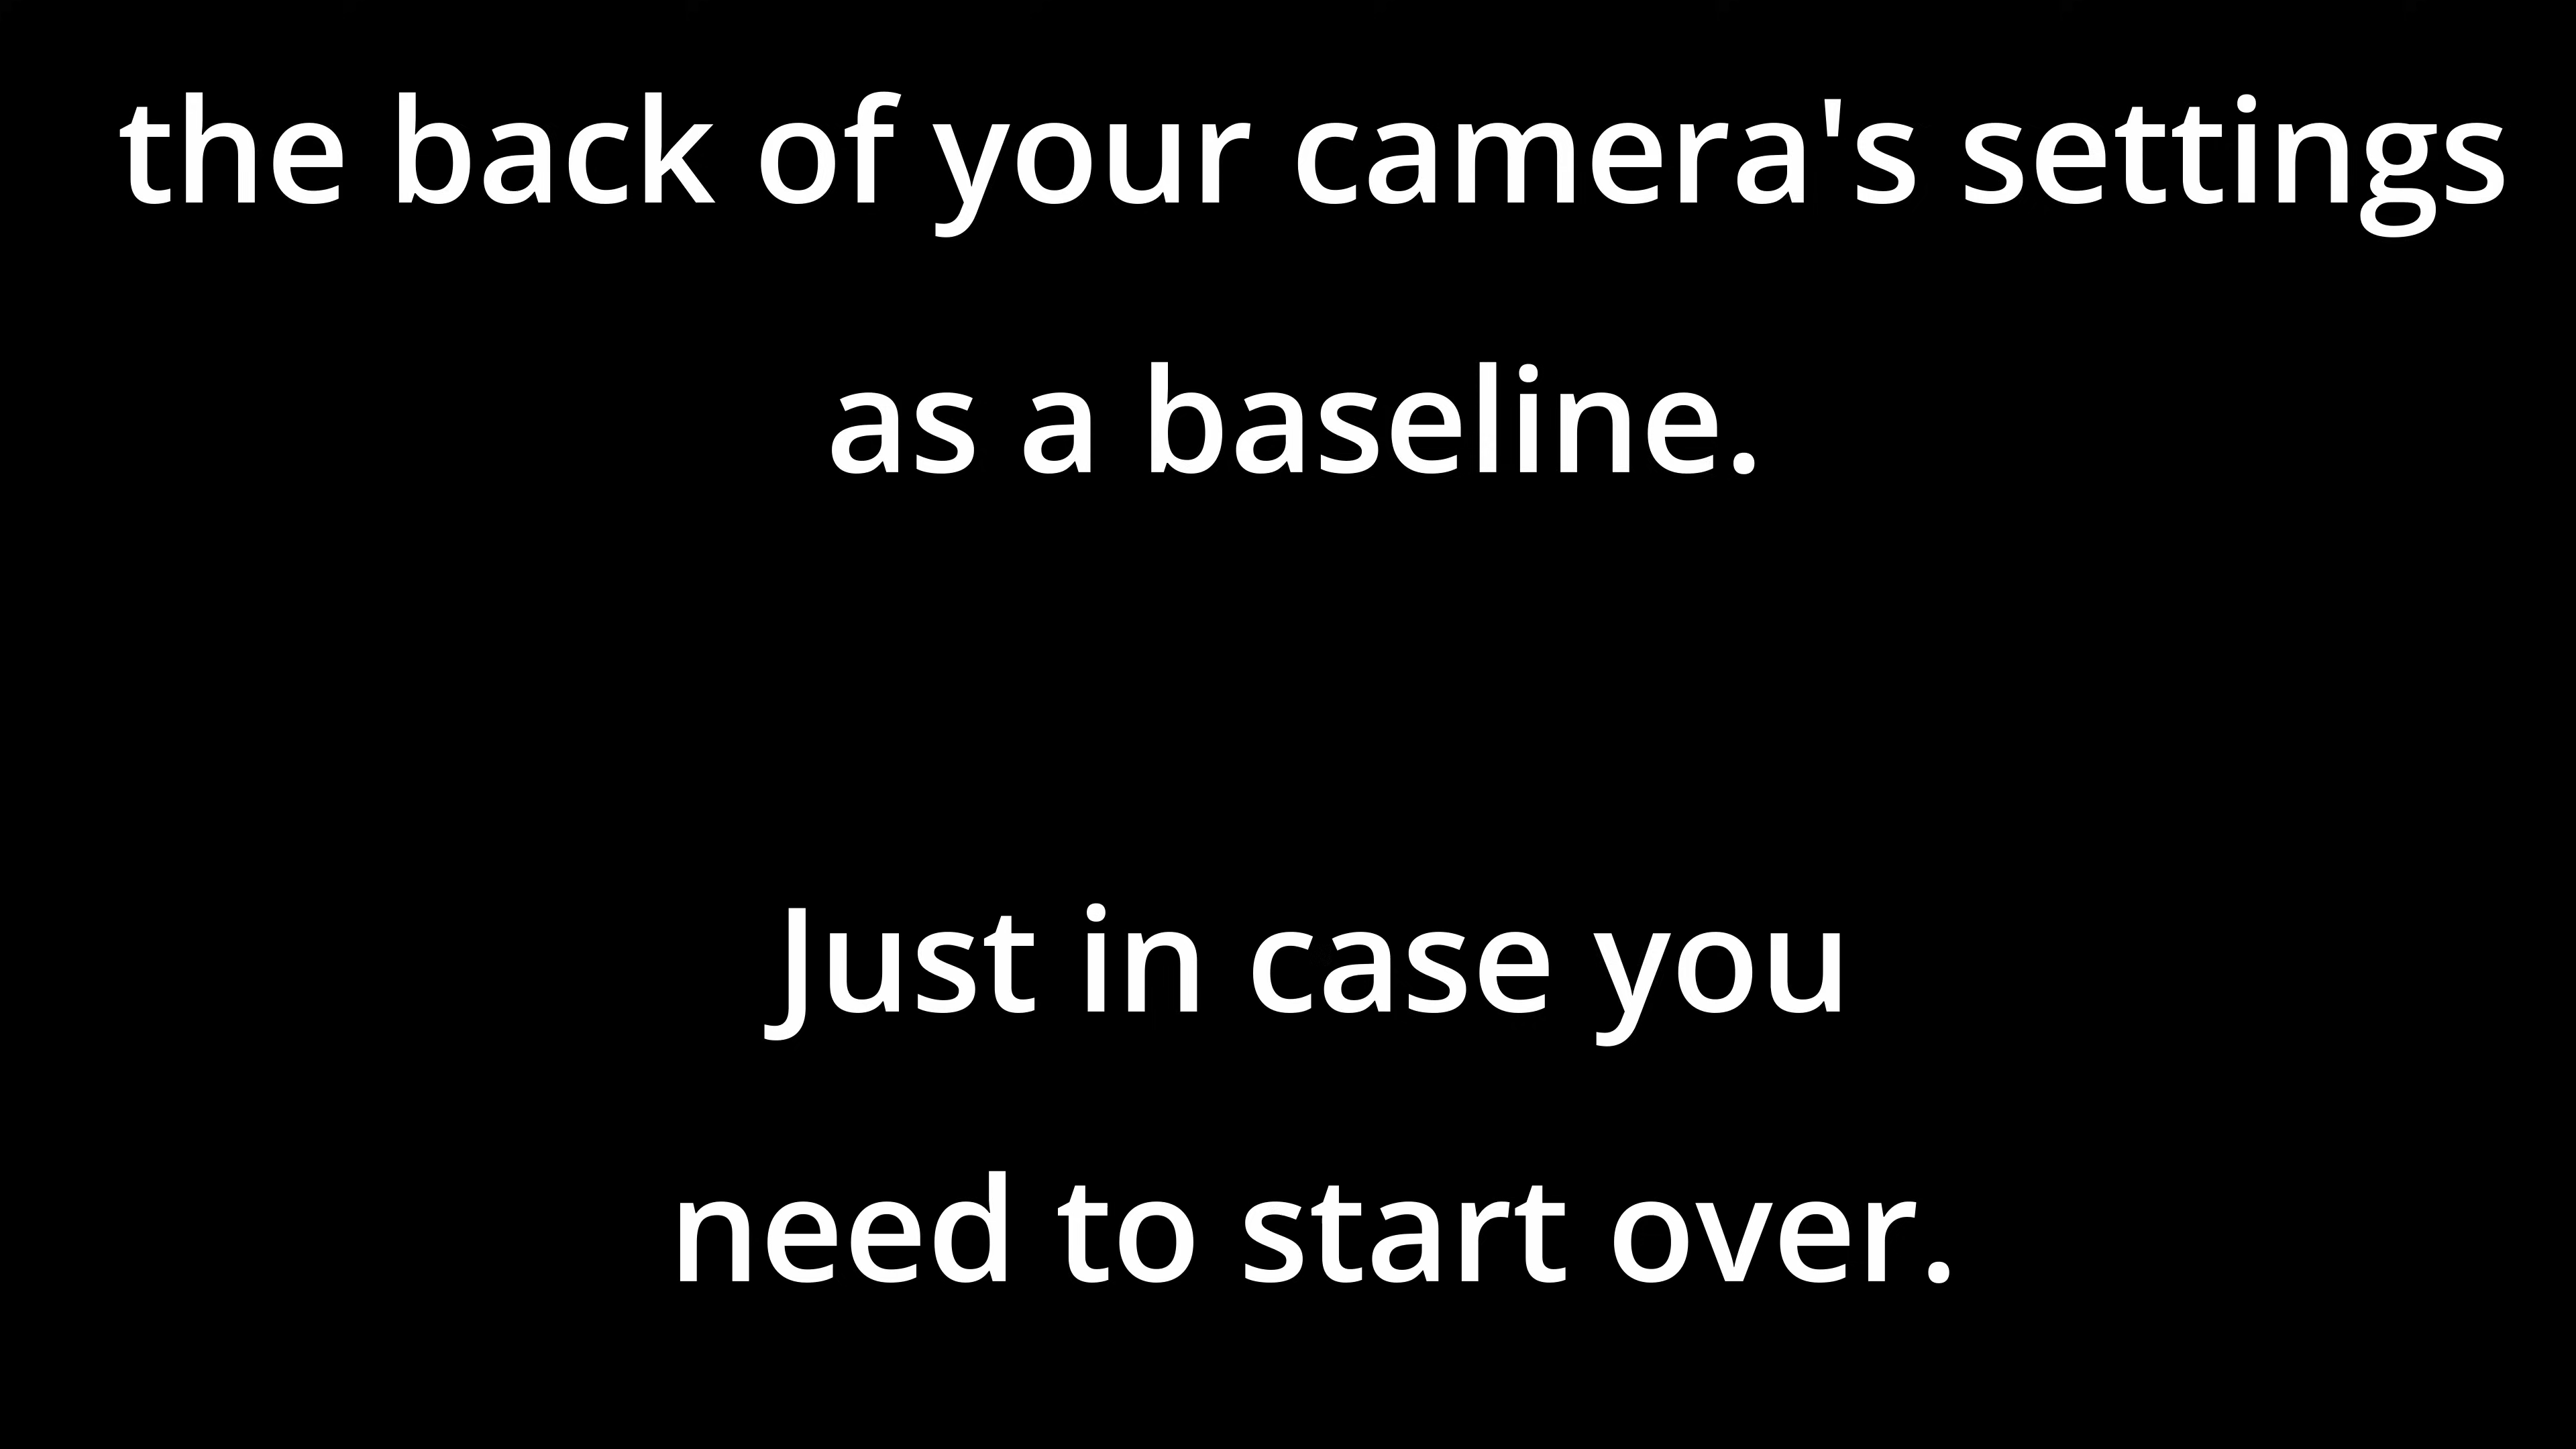 the back of your camera's settings
as a baseline.
Just in case you
need to start over.